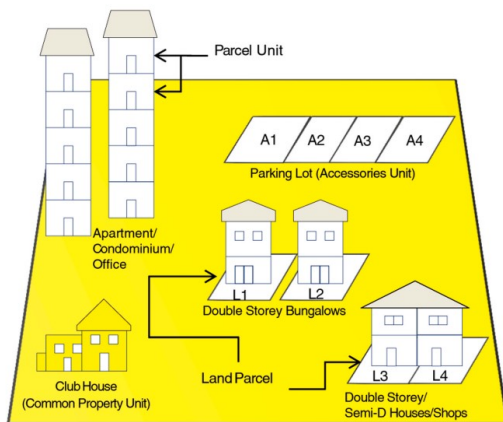 Parcel Unit
A1 A2 A3 A4
Parking Lot (Accessories Unit)
Apartment/
Condominium/
Office
L1 L2
Double Storey Bungalows
Land Parcel
L3 L4
Club House
(Common Property Unit)
Double Storey/
Semi-D Houses/Shops